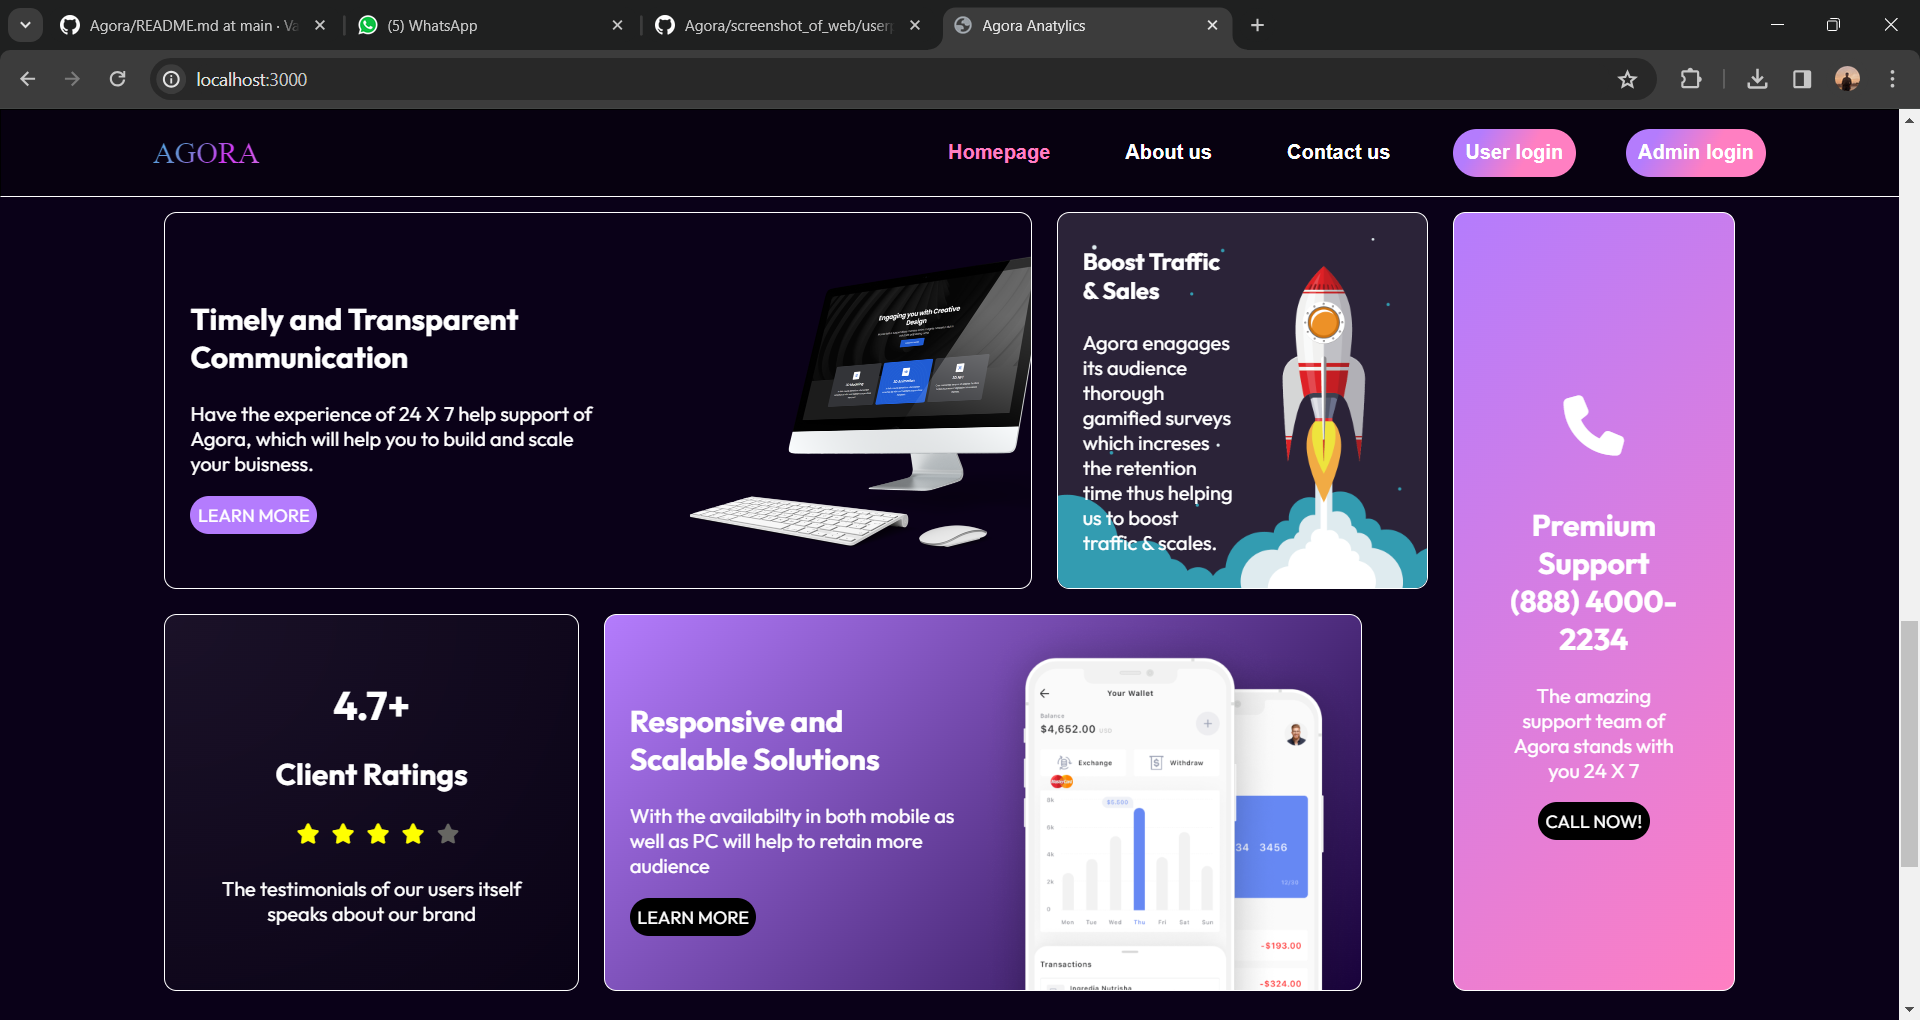 Agora/README.md at main · Va
(5) WhatsApp
Agora/screenshot_of_web/user
Agora Anatylics
localhost:3000
AGORA
Homepage
About us
Contact us
User login
Admin login
Timely and Transparent
Communication
Have the experience of 24 X 7 help support of
Agora, which will help you to build and scale
your buisness.
LEARN MORE
Engaging you with Creative
Design
Boost Traffic
& Sales
Agora enagages
its audience
thorough
gamified surveys
which increses
the retention
time thus helping
us to boost
traffic & scales.
Premium
Support
(888) 4000-
2234
The amazing
support team of
Agora stands with
you 24 X 7
CALL NOW!
4.7+
Client Ratings
The testimonials of our users itself
speaks about our brand
Responsive and
Scalable Solutions
With the availabilty in both mobile as
well as PC will help to retain more
audience
LEARN MORE
Your Wallet
Balance
$4,652.00 USD
Exchange
Withdraw
$5,500
8k
6k
4k
2k
0
Mon Tue Wed Thu Fri Sat Sun
Transactions
Ingredia Nutrisha
34 3456
-$193.00
-$324.00